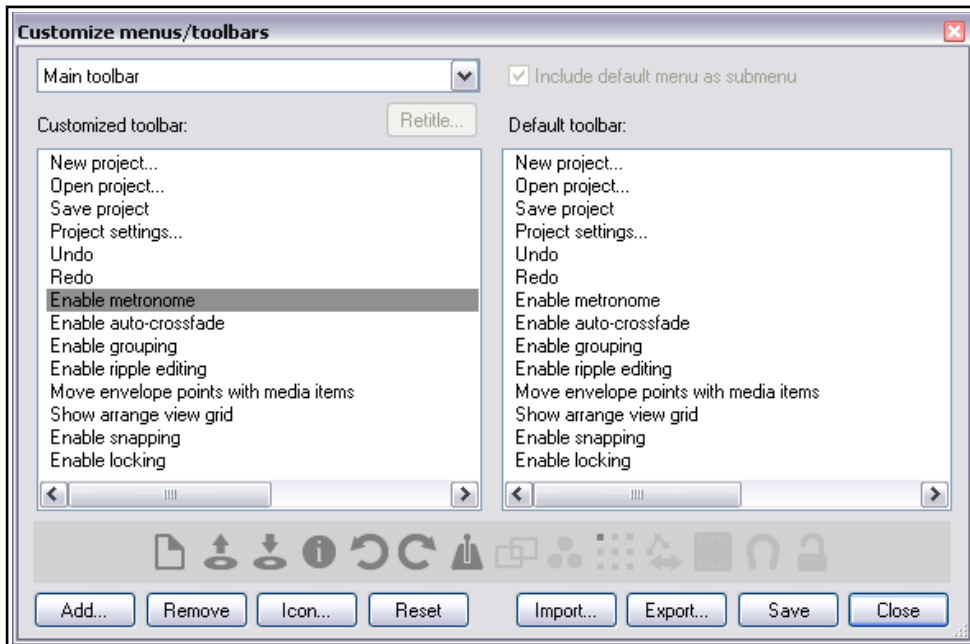 Customize menus/toolbars
Main toolbar
Include default menu as submenu
Customized toolbar:
Retitle...
Default toolbar:
New project...
Open project...
Save project
Project settings...
Undo
Redo
Enable metronome
Enable auto-crossfade
Enable grouping
Enable ripple editing
Move envelope points with media items
Show arrange view grid
Enable snapping
Enable locking
New project...
Open project...
Save project
Project settings...
Undo
Redo
Enable metronome
Enable auto-crossfade
Enable grouping
Enable ripple editing
Move envelope points with media items
Show arrange view grid
Enable snapping
Enable locking
Add...
Remove
Icon...
Reset
Import...
Export...
Save
Close